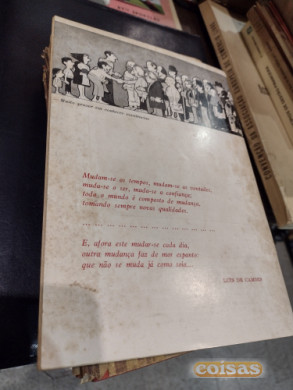 Mudam-se os tempos, mudam-se as vontades,
muda-se o ser, muda-se a confiança;
todo o mundo é composto de mudança,
tomando sempre novas qualidades.
E, afora este mudar-se cada dia,
outra mudança faz de mor espanto:
que não se muda já como soía...
LUÍS DE CAMÕES
coisas